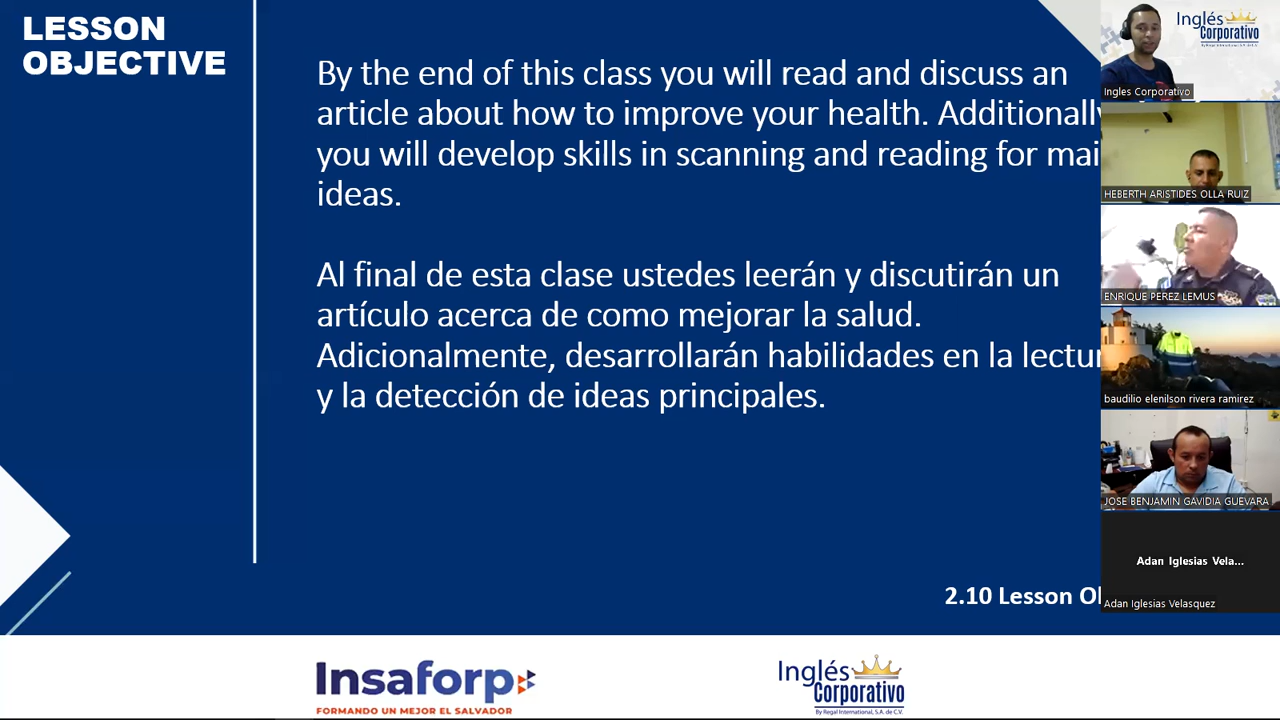 LESSON
OBJECTIVE
By the end of this class you will read and discuss an
article about how to improve your health. Additionally
you will develop skills in scanning and reading for mai
ideas.
Al final de esta clase ustedes leerán y discutirán un
artículo acerca de como mejorar la salud.
Adicionalmente, desarrollarán habilidades en la lectur
y la detección de ideas principales.
2.10 Lesson Ob
Insaforp
FORMANDO UN MEJOR EL SALVADOR
Inglés
Corporativo
By Regal International, S.A. de C.V.
Inglés
Corporativo
Ingles Corporativo
HEBERTH ARISTIDES OLLA RUIZ
ENRIQUE PEREZ LEMUS
baudilio elenilson rivera ramirez
JOSE BENJAMIN GAVIDIA GUEVARA
Adan Iglesias Vela...
Adan Iglesias Velasquez